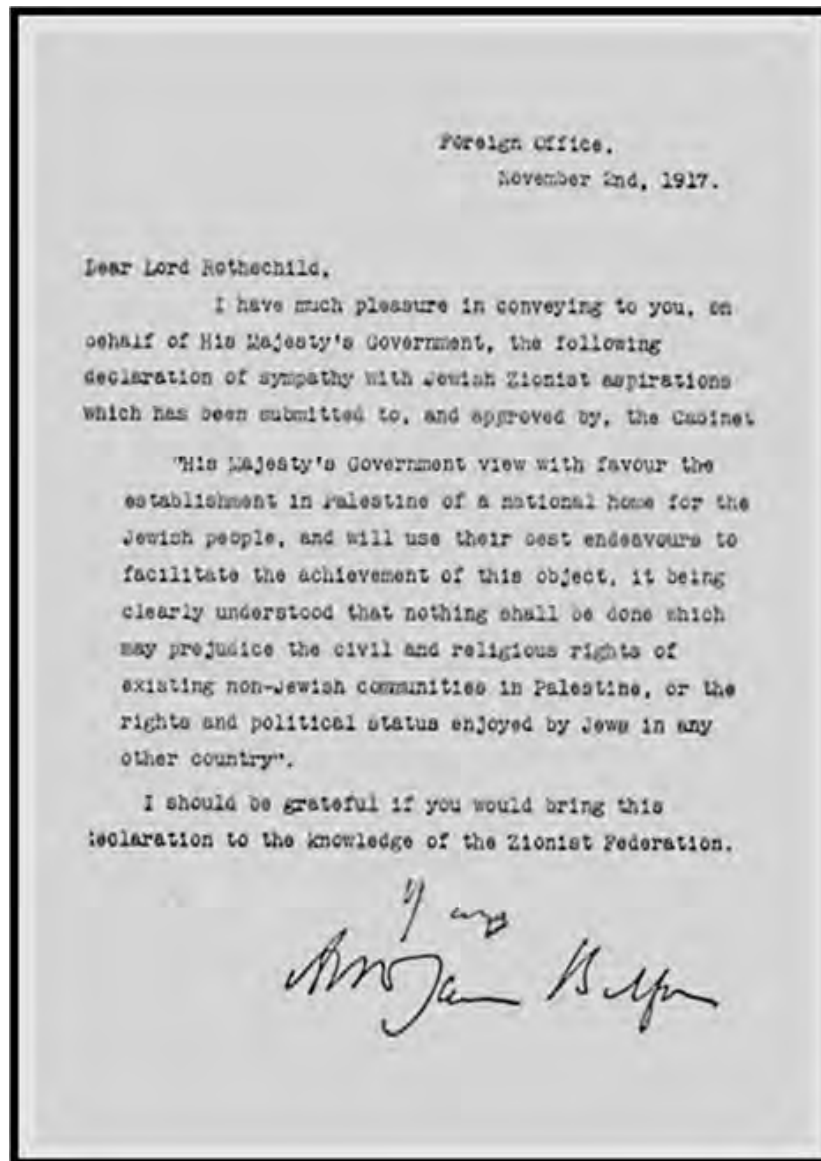 Foreign Office,
November 2nd, 1917.
Dear Lord Rothschild,
I have much pleasure in conveying to you, on
behalf of His Majesty's Government, the following
declaration of sympathy with Jewish Zionist aspirations
which has been submitted to, and approved by, the Cabinet
"His Majesty's Government view with favour the
establishment in Palestine of a national home for the
Jewish people, and will use their best endeavours to
facilitate the achievement of this object, it being
clearly understood that nothing shall be done which
may prejudice the civil and religious rights of
existing non-Jewish communities in Palestine, or the
rights and political status enjoyed by Jews in any
other country".
I should be grateful if you would bring this
declaration to the knowledge of the Zionist Federation.